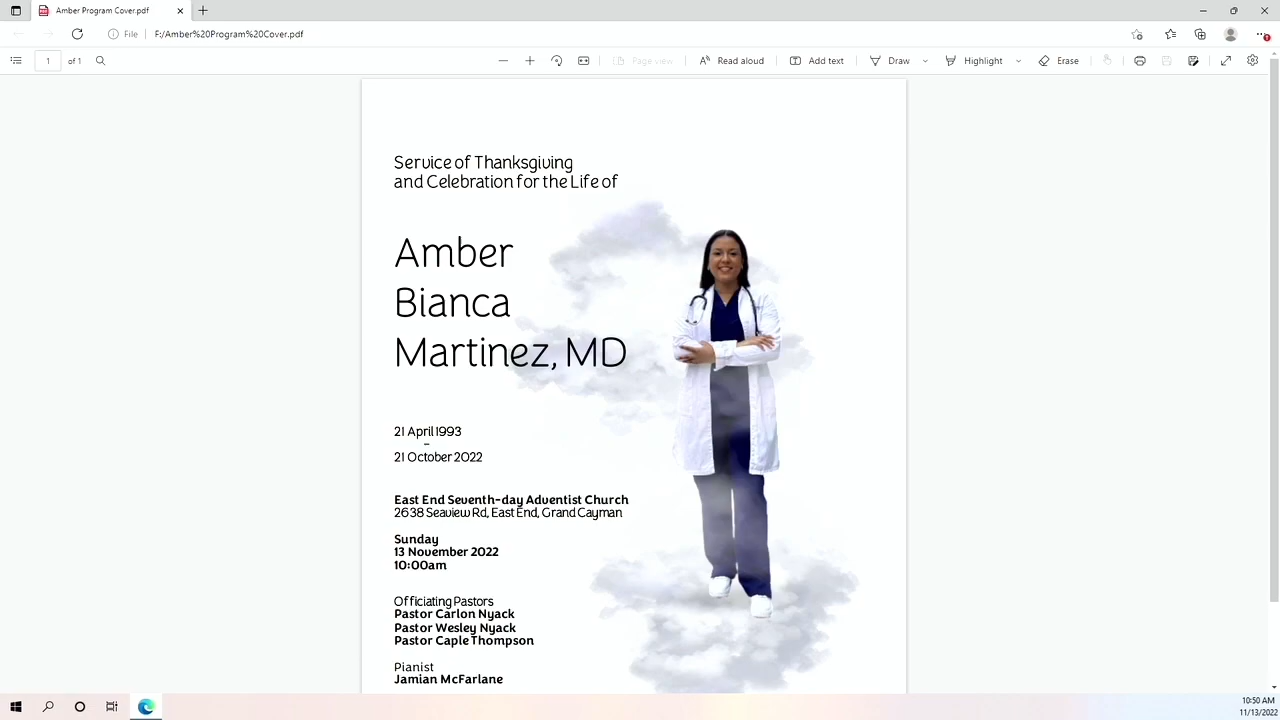 Amber Program Cover.pdf
File F:/Amber%20Program%20Cover.pdf
1 of 1 Page view Read aloud Add text Draw Highlight Erase
Service of Thanksgiving
and Celebration for the Life of
Amber
Bianca
Martinez, MD
21 April 1993
–
21 October 2022
East End Seventh-day Adventist Church
2638 Seaview Rd, East End, Grand Cayman
Sunday
13 November 2022
10:00am
Officiating Pastors
Pastor Carlon Nyack
Pastor Wesley Nyack
Pastor Caple Thompson
Pianist
Jamian McFarlane
10:50 AM
11/13/2022